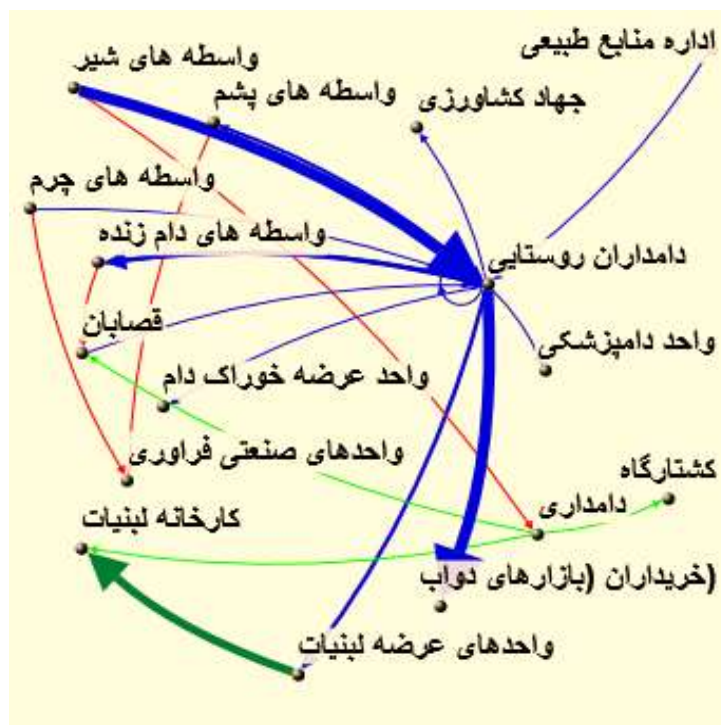 اداره منابع طبیعی
واسطه های شیر
واسطه های پشم
جهاد کشاورزی
واسطه های چرم
واسطه های دام زنده
دامداران روستایی
قصابان
واحد دامپزشکی
واحد عرضه خوراک دام
واحدهای صنعتی فراوری
کشتارگاه
دامداری
کارخانه لبنیات
خریداران (بازارهای دواب)
واحدهای عرضه لبنیات